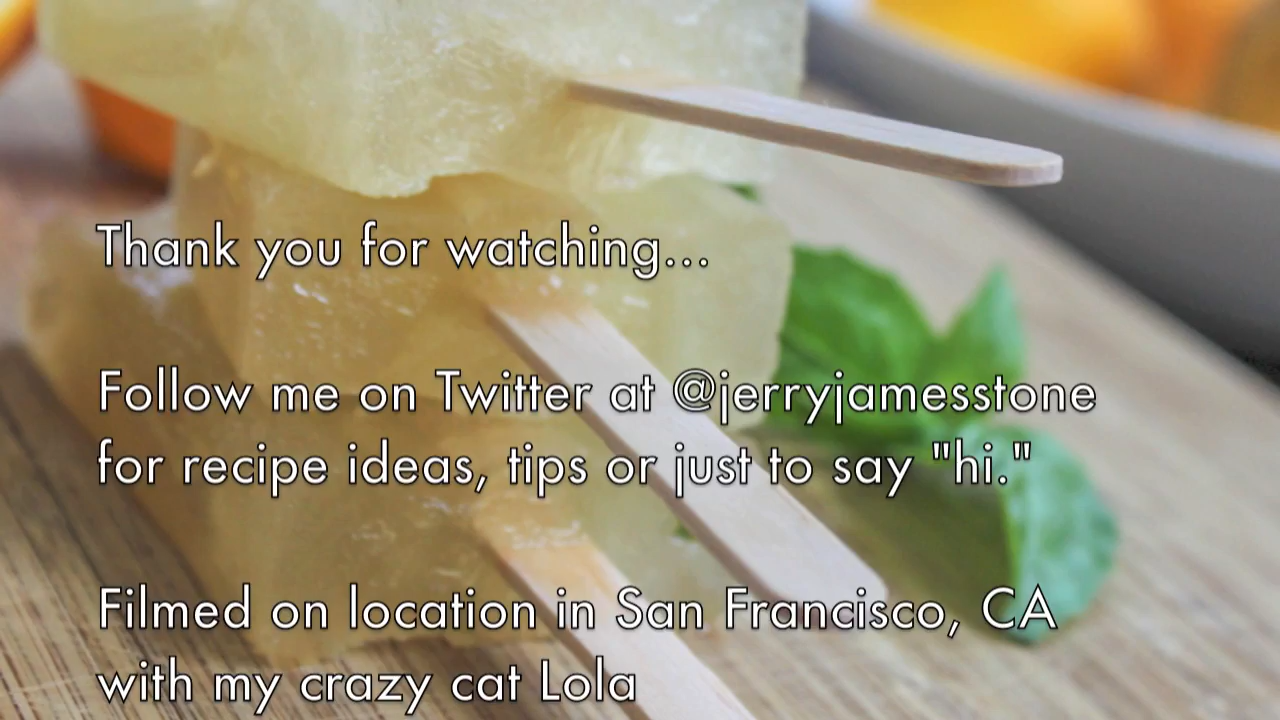 Thank you for watching...
Follow me on Twitter at @jerryjamesstone
for recipe ideas, tips or just to say "hi."
Filmed on location in San Francisco, CA
with my crazy cat Lola